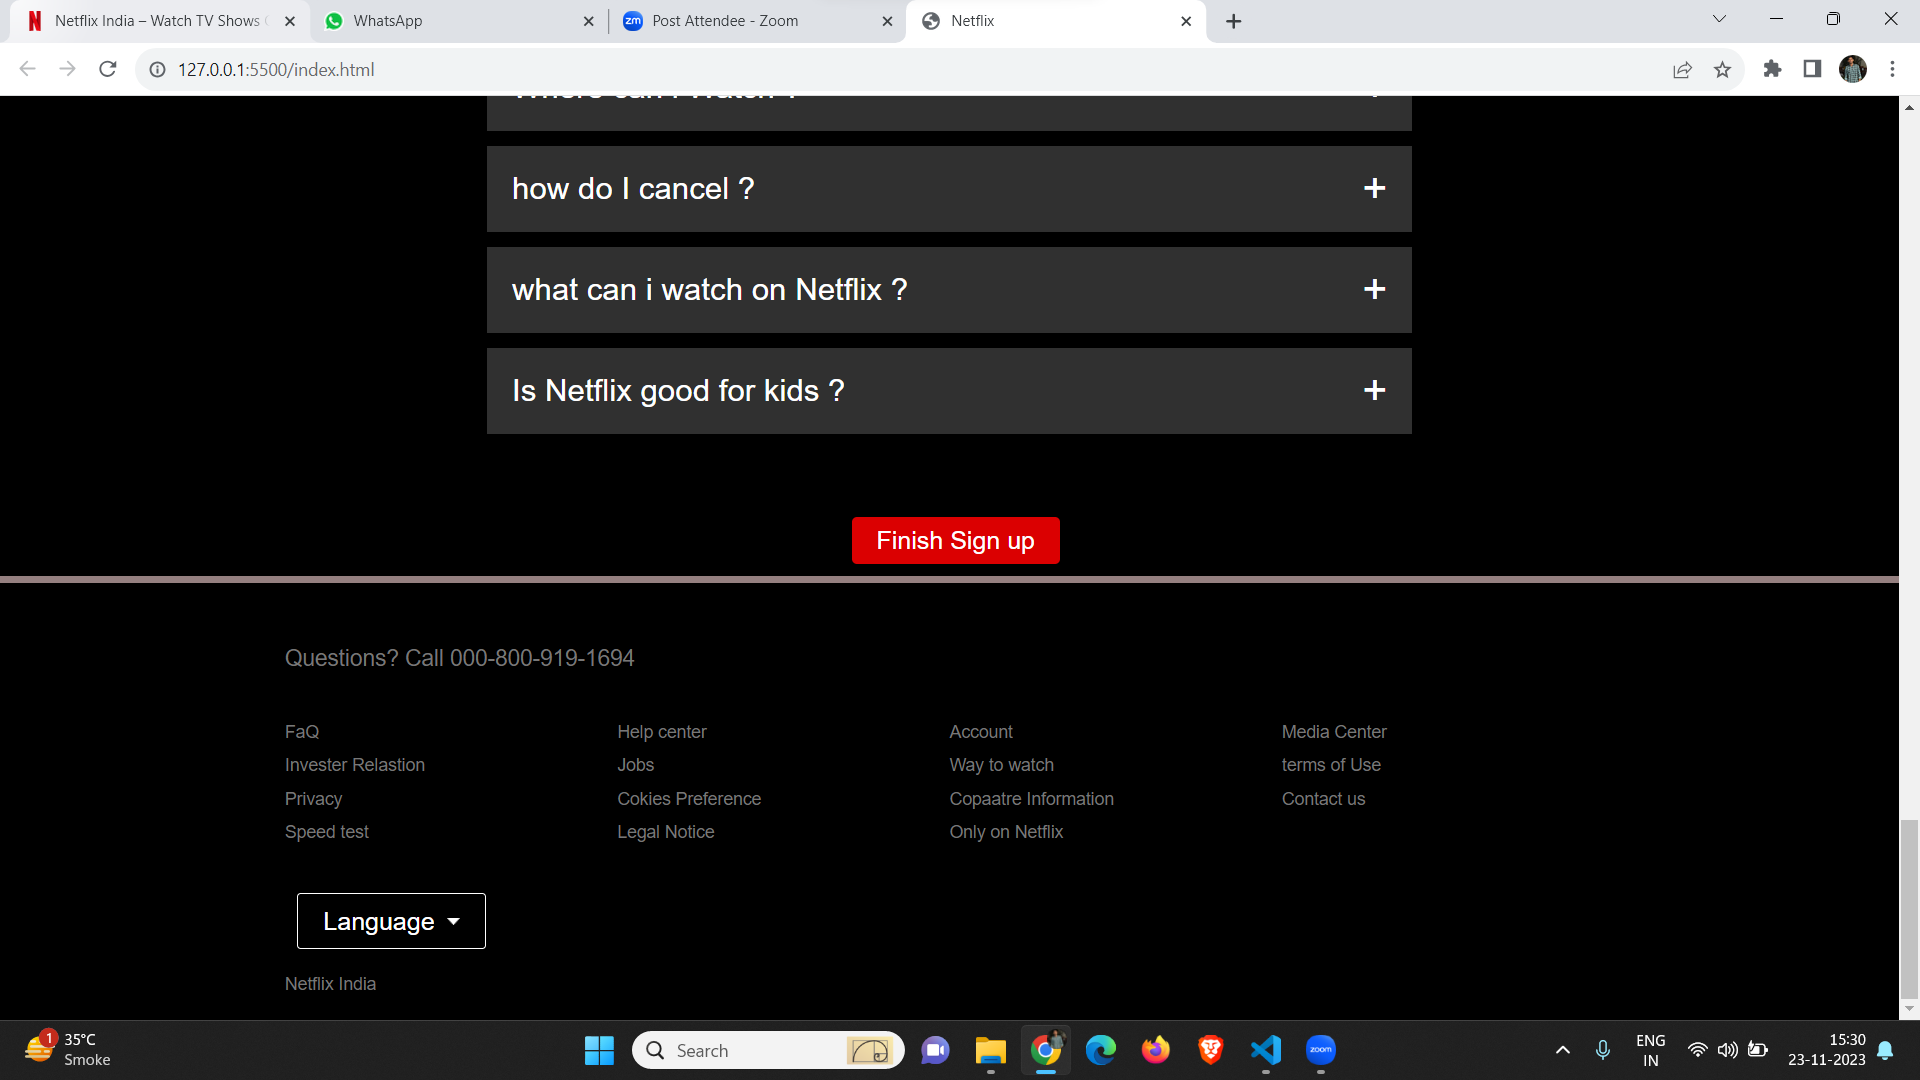 Netflix India – Watch TV Shows
WhatsApp
Post Attendee - Zoom
Netflix
127.0.0.1:5500/index.html
Where can i Watch ?
how do I cancel ?
what can i watch on Netflix ?
Is Netflix good for kids ?
Finish Sign up
Questions? Call 000-800-919-1694
FaQ
Help center
Account
Media Center
Invester Relastion
Jobs
Way to watch
terms of Use
Privacy
Cokies Preference
Copaatre Information
Contact us
Speed test
Legal Notice
Only on Netflix
Language
Netflix India
1
35°C
Smoke
Search
zoom
ENG
IN
15:30
23-11-2023